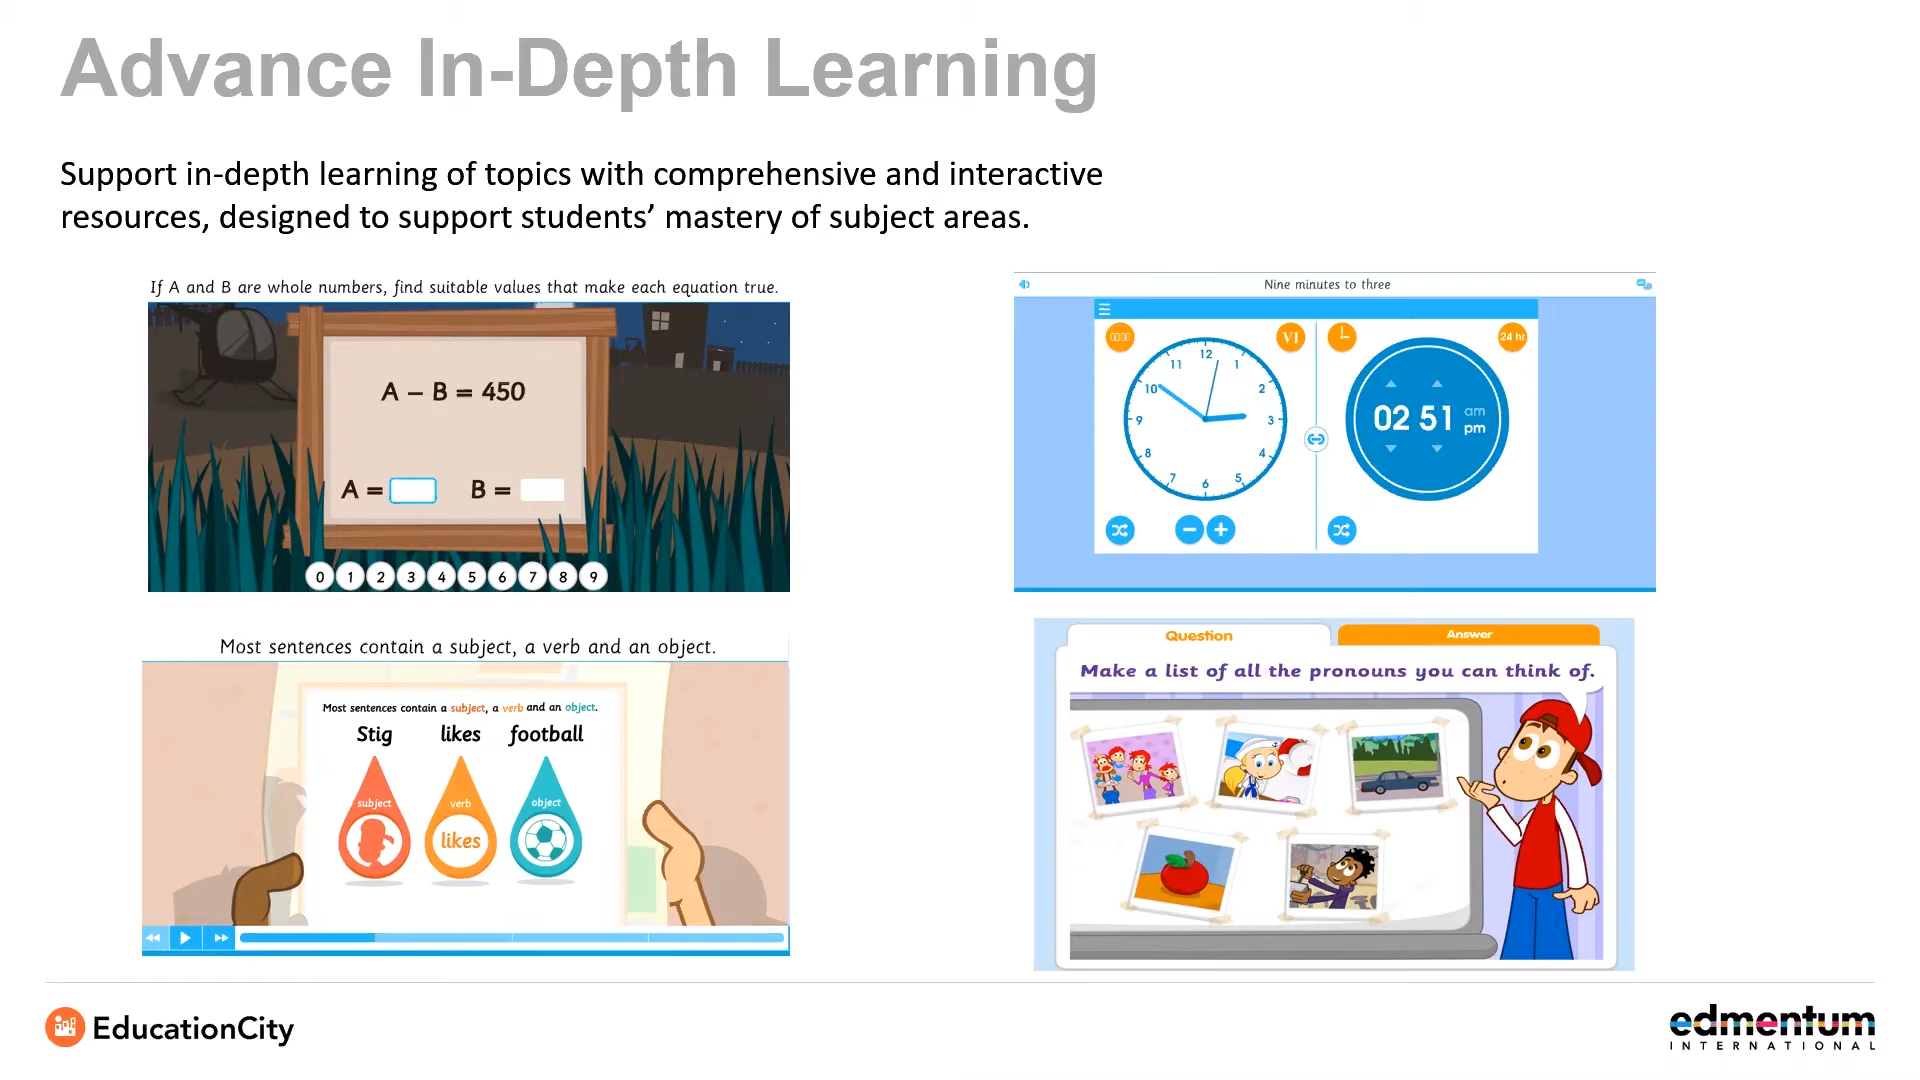 Advance In-Depth Learning
Support in-depth learning of topics with comprehensive and interactive
resources, designed to support students’ mastery of subject areas.
If A and B are whole numbers, find suitable values that make each equation true.
A – B = 450
A = B =
0 1 2 3 4 5 6 7 8 9
Nine minutes to three
00:00 VI 24 hr
12 1 2 3 4 5 6 7 8 9 10 11
02 51 am
pm
Most sentences contain a subject, a verb and an object.
Most sentences contain a subject, a verb and an object.
Stig likes football
subject verb object
likes
Question Answer
Make a list of all the pronouns you can think of.
EducationCity
edmentum
INTERNATIONAL